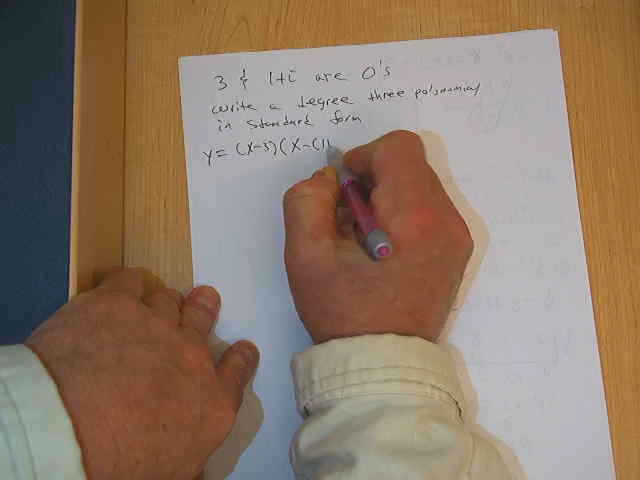 3 & 1+i are 0's
write a degree three polynomial
in standard form
y = (x-3)(x-(1